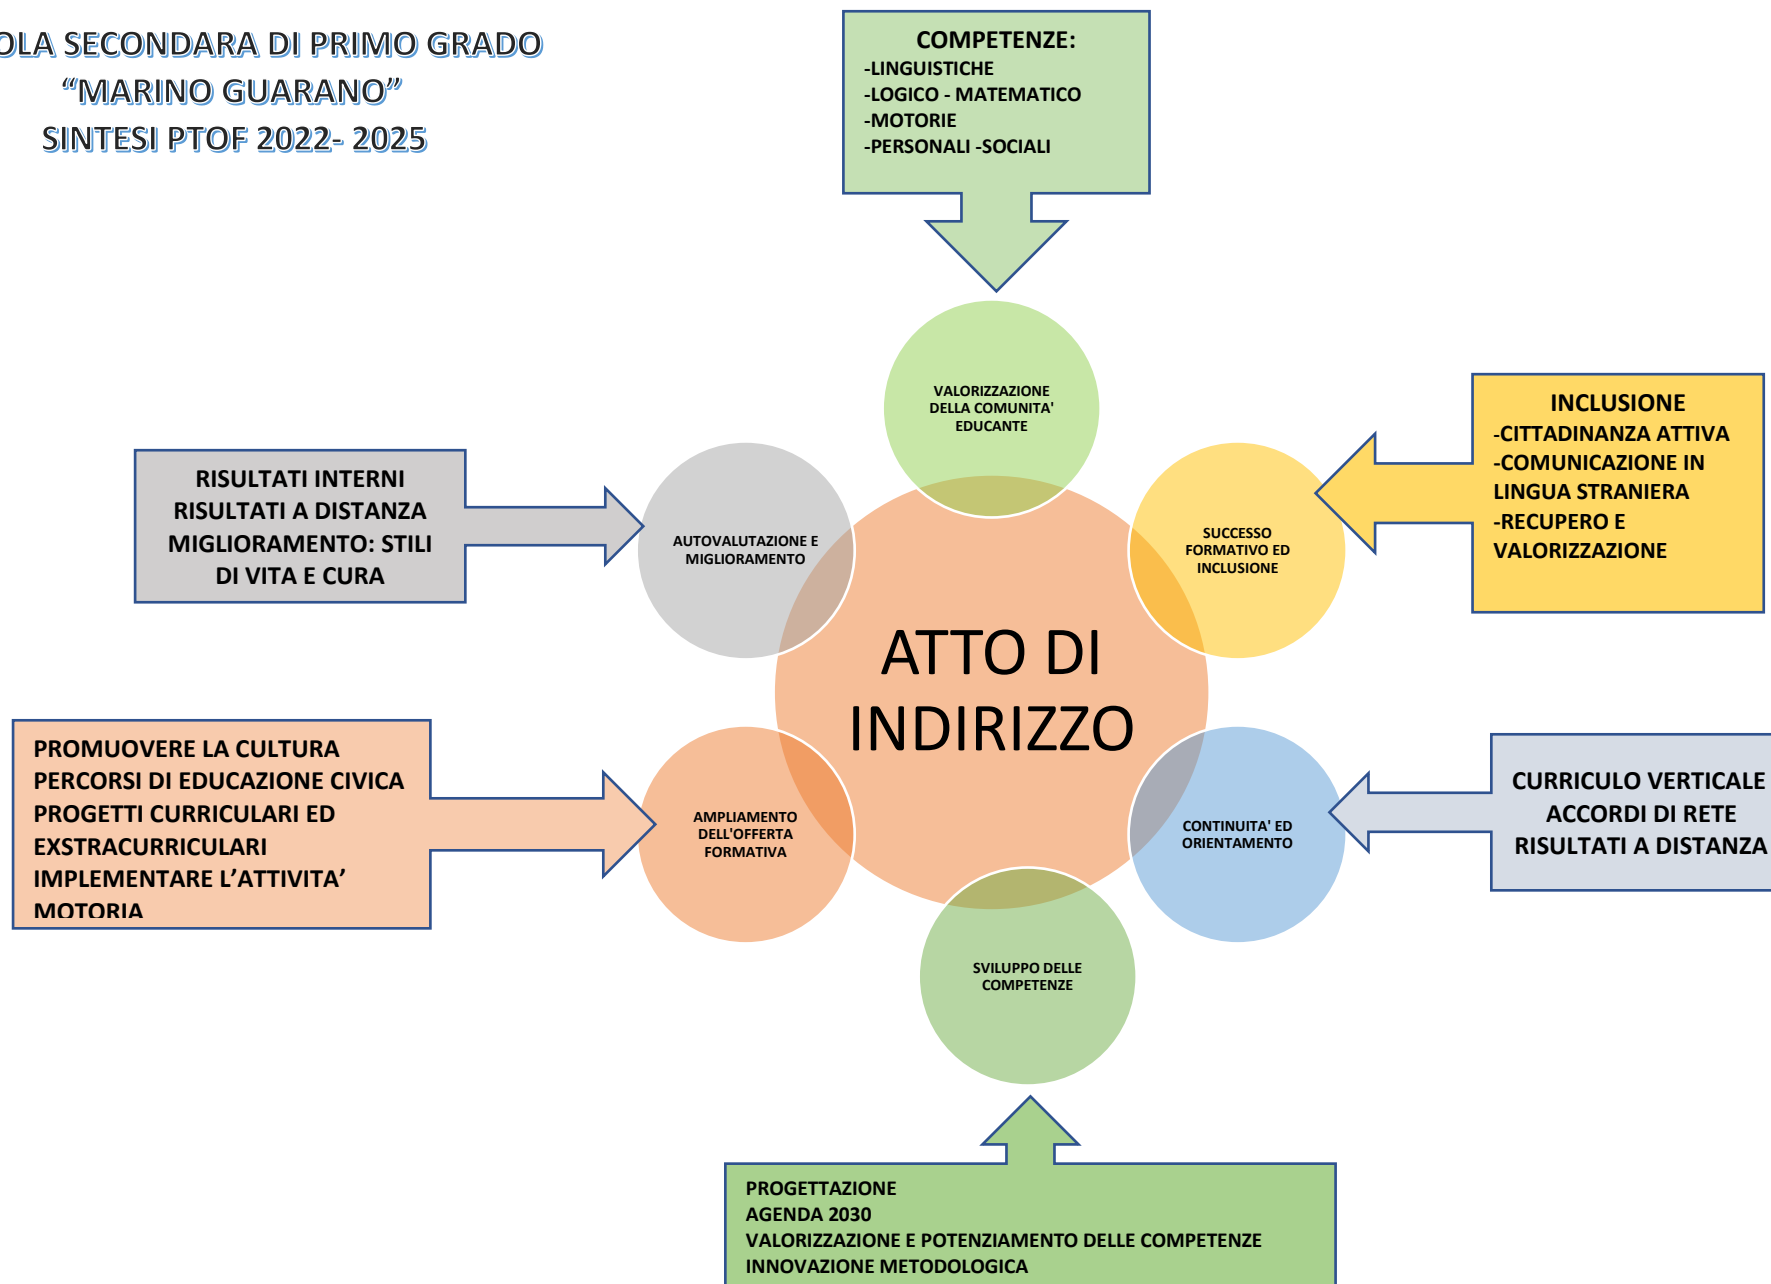 OLA SECONDARA DI PRIMO GRADO
“MARINO GUARANO”
SINTESI PTOF 2022- 2025
COMPETENZE:
-LINGUISTICHE
-LOGICO - MATEMATICO
-MOTORIE
-PERSONALI -SOCIALI
VALORIZZAZIONE
DELLA COMUNITA'
EDUCANTE
INCLUSIONE
-CITTADINANZA ATTIVA
-COMUNICAZIONE IN
LINGUA STRANIERA
-RECUPERO E
VALORIZZAZIONE
SUCCESSO
FORMATIVO ED
INCLUSIONE
RISULTATI INTERNI
RISULTATI A DISTANZA
MIGLIORAMENTO: STILI
DI VITA E CURA
AUTOVALUTAZIONE E
MIGLIORAMENTO
ATTO DI
INDIRIZZO
PROMUOVERE LA CULTURA
PERCORSI DI EDUCAZIONE CIVICA
PROGETTI CURRICULARI ED
EXSTRACURRICULARI
IMPLEMENTARE L’ATTIVITA’
MOTORIA
AMPLIAMENTO
DELL'OFFERTA
FORMATIVA
CONTINUITA' ED
ORIENTAMENTO
CURRICULO VERTICALE
ACCORDI DI RETE
RISULTATI A DISTANZA
SVILUPPO DELLE
COMPETENZE
PROGETTAZIONE
AGENDA 2030
VALORIZZAZIONE E POTENZIAMENTO DELLE COMPETENZE
INNOVAZIONE METODOLOGICA